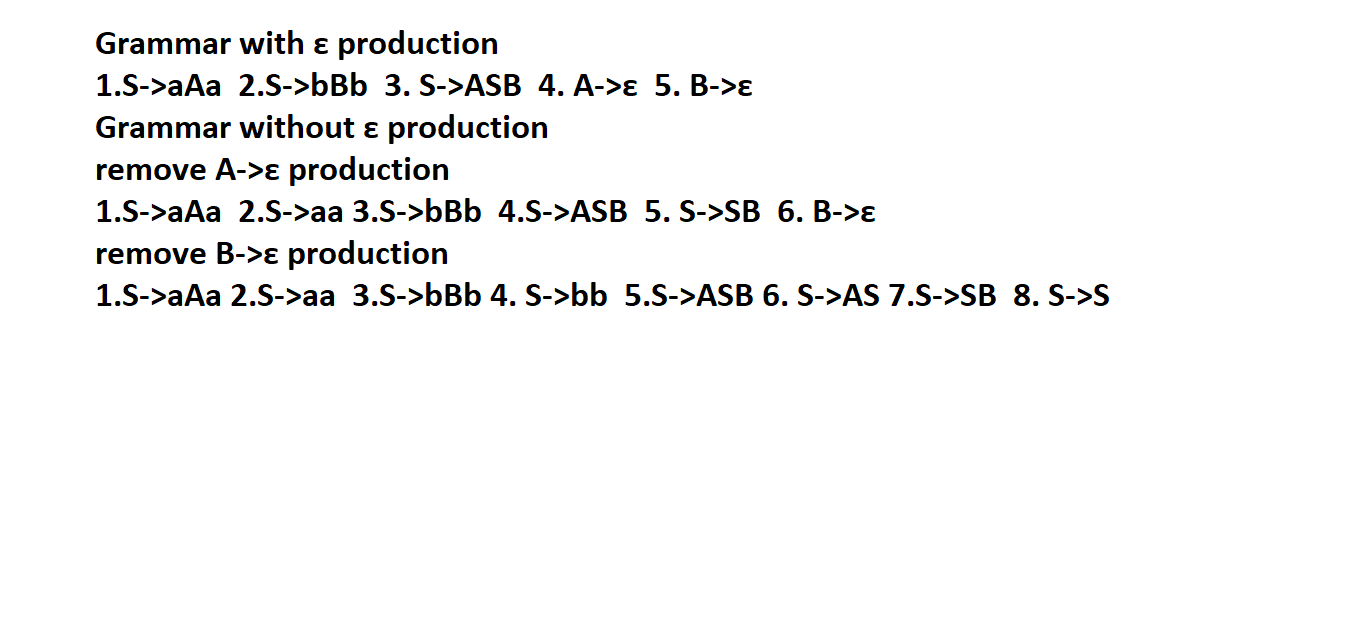 Grammar with ε production
1.S->aAa 2.S->bBb 3. S->ASB 4. A->ε 5. B->ε
Grammar without ε production
remove A->ε production
1.S->aAa 2.S->aa 3.S->bBb 4.S->ASB 5. S->SB 6. B->ε
remove B->ε production
1.S->aAa 2.S->aa 3.S->bBb 4. S->bb 5.S->ASB 6. S->AS 7.S->SB 8. S->S